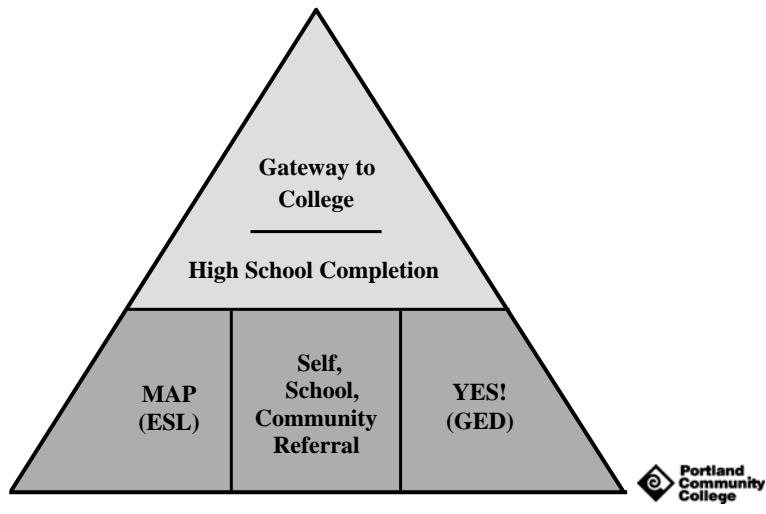 Gateway to
College
High School Completion
MAP
(ESL)
Self,
School,
Community
Referral
YES!
(GED)
Portland
Community
College